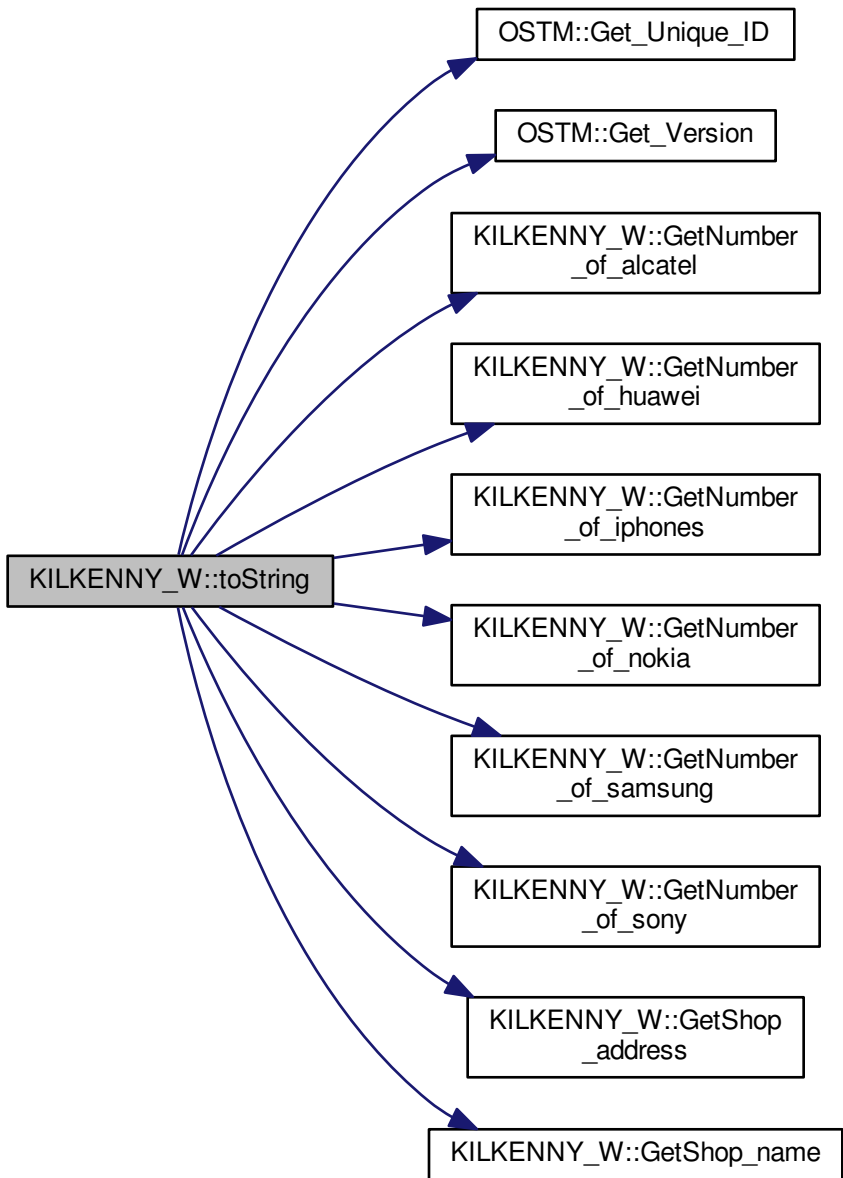 OSTM::Get_Unique_ID
OSTM::Get_Version
KILKENNY_W::GetNumber
_of_alcatel
KILKENNY_W::GetNumber
_of_huawei
KILKENNY_W::GetNumber
_of_iphones
KILKENNY_W::toString
KILKENNY_W::GetNumber
_of_nokia
KILKENNY_W::GetNumber
_of_samsung
KILKENNY_W::GetNumber
_of_sony
KILKENNY_W::GetShop
_address
KILKENNY_W::GetShop_name